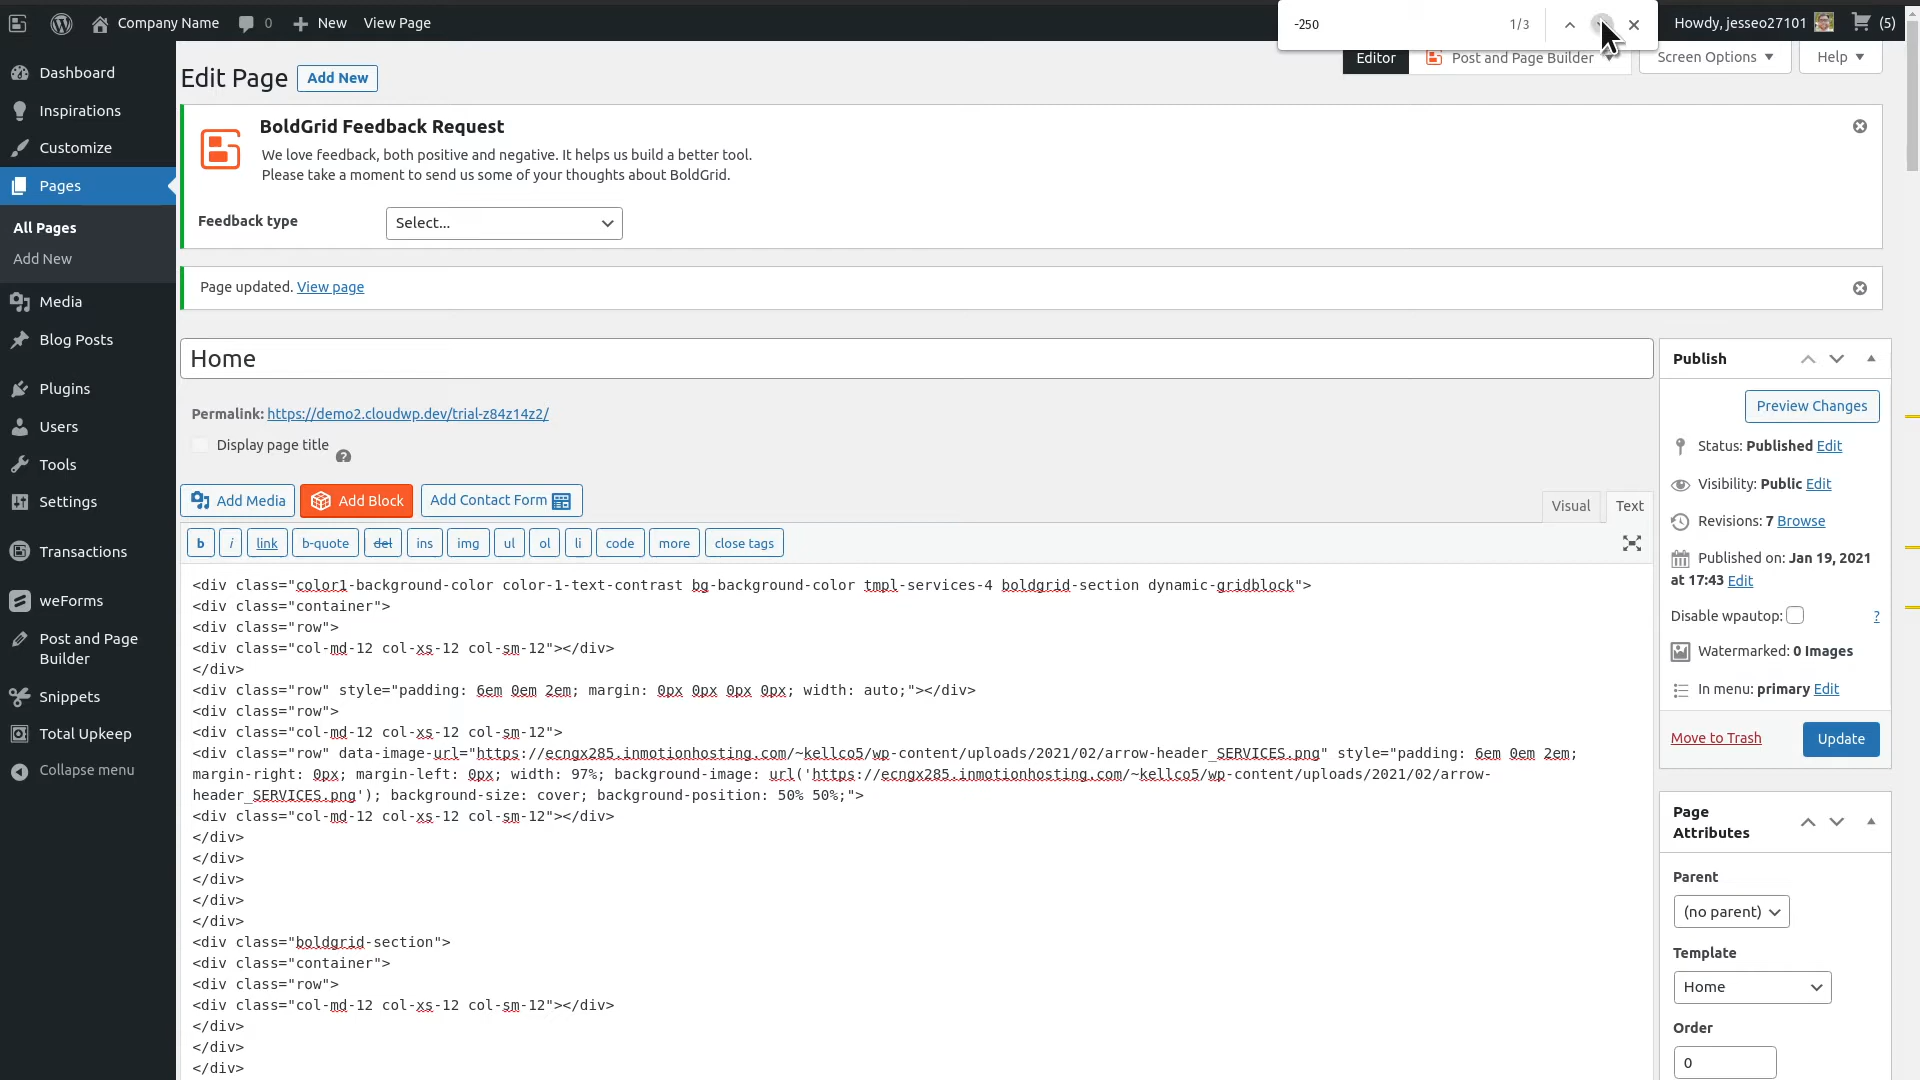 Company Name
0
New
View Page
-250
1/3
Howdy, jesseo27101
(5)
Dashboard
Inspirations
Customize
Pages
All Pages
Add New
Media
Blog Posts
Plugins
Users
Tools
Settings
Transactions
weForms
Post and Page
Builder
Snippets
Total Upkeep
Collapse menu
Edit Page
Add New
Editor
Post and Page Builder
Screen Options
Help
BoldGrid Feedback Request
We love feedback, both positive and negative. It helps us build a better tool.
Please take a moment to send us some of your thoughts about BoldGrid.
Feedback type
Select...
Page updated. View page
Home
Permalink: https://demo2.cloudwp.dev/trial-z84z14z2/
Display page title
?
Add Media
Add Block
Add Contact Form
Visual
Text
b
i
link
b-quote
del
ins
img
ul
ol
li
code
more
close tags
<div class="color1-background-color color-1-text-contrast bg-background-color tmpl-services-4 boldgrid-section dynamic-gridblock">
<div class="container">
<div class="row">
<div class="col-md-12 col-xs-12 col-sm-12"></div>
</div>
<div class="row" style="padding: 6em 0em 2em; margin: 0px 0px 0px 0px; width: auto;"></div>
<div class="row">
<div class="col-md-12 col-xs-12 col-sm-12">
<div class="row" data-image-url="https://ecngx285.inmotionhosting.com/~kellco5/wp-content/uploads/2021/02/arrow-header_SERVICES.png" style="padding: 6em 0em 2em;
margin-right: 0px; margin-left: 0px; width: 97%; background-image: url('https://ecngx285.inmotionhosting.com/~kellco5/wp-content/uploads/2021/02/arrow-
header_SERVICES.png'); background-size: cover; background-position: 50% 50%;">
<div class="col-md-12 col-xs-12 col-sm-12"></div>
</div>
</div>
</div>
</div>
</div>
<div class="boldgrid-section">
<div class="container">
<div class="row">
<div class="col-md-12 col-xs-12 col-sm-12"></div>
</div>
</div>
</div>
Publish
Preview Changes
Status: Published Edit
Visibility: Public Edit
Revisions: 7 Browse
Published on: Jan 19, 2021
at 17:43 Edit
Disable wpautop:
?
Watermarked: 0 Images
In menu: primary Edit
Move to Trash
Update
Page
Attributes
Parent
(no parent)
Template
Home
Order
0